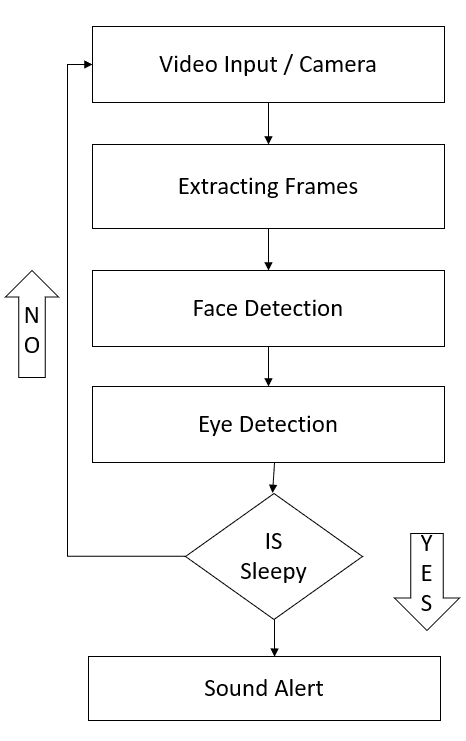 Video Input / Camera
Extracting Frames
Face Detection
N
O
Eye Detection
IS
Sleepy
Y
E
S
Sound Alert